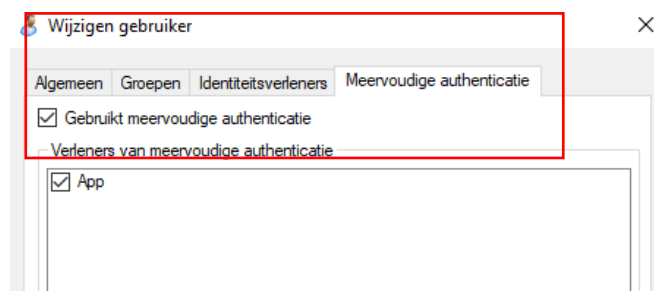 Wijzigen gebruiker
Algemeen Groepen Identiteitsverleners Meervoudige authenticatie
Gebruikt meervoudige authenticatie
Verleners van meervoudige authenticatie
App